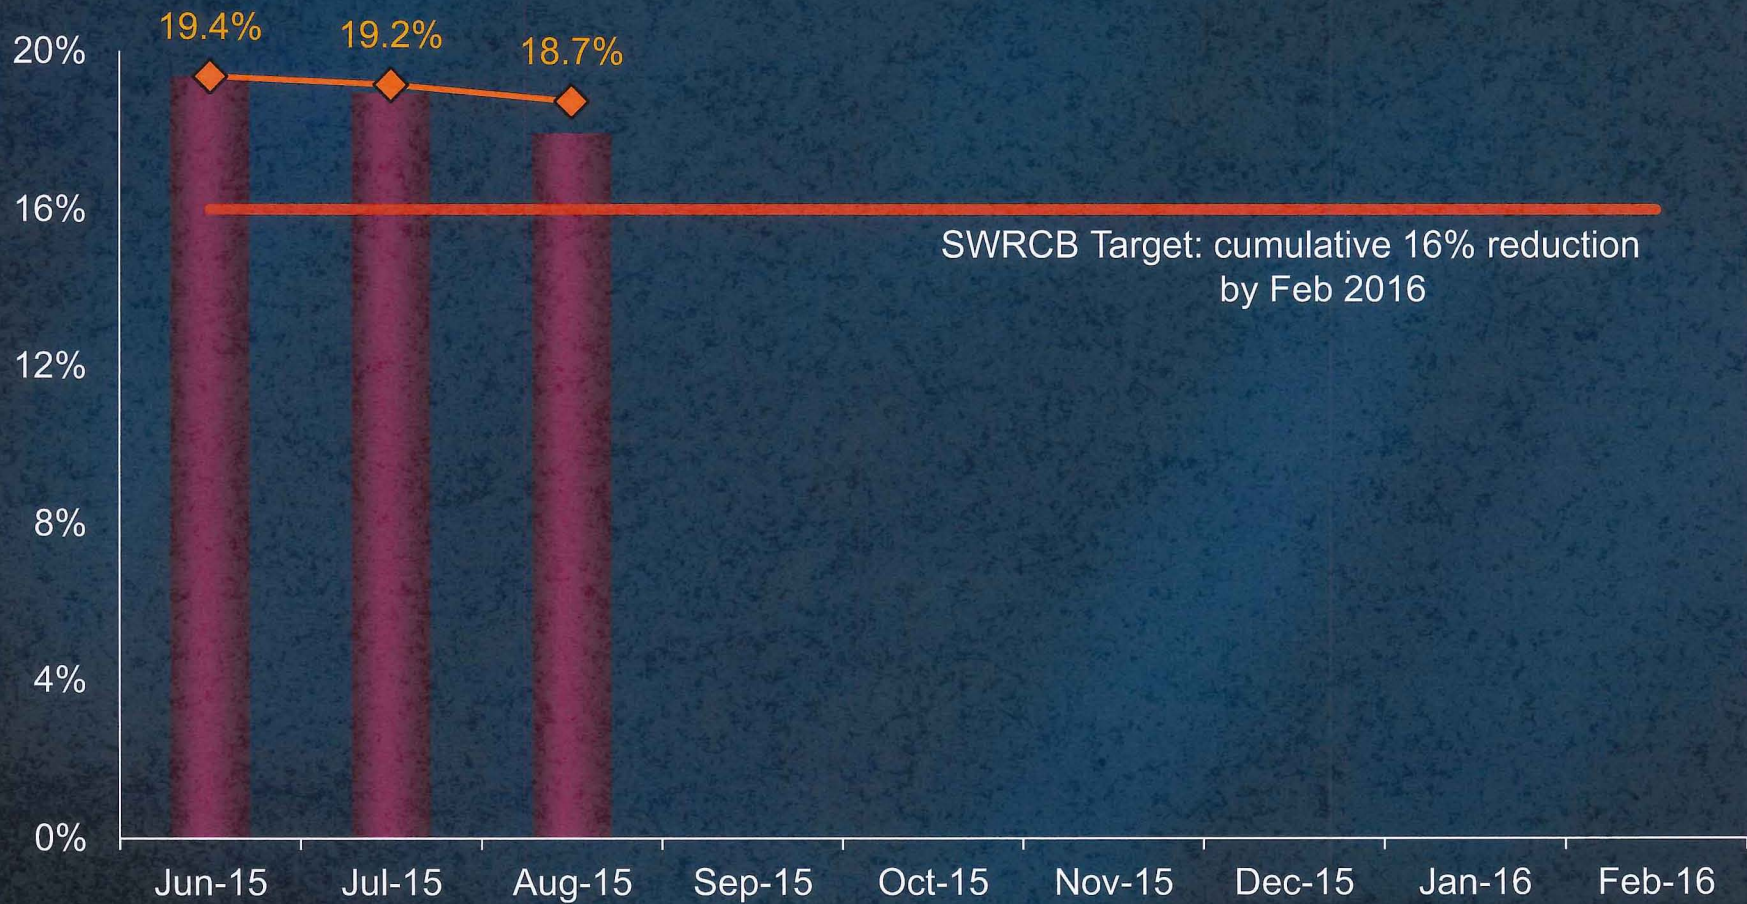 19.4%
19.2%
18.7%
20%
16%
12%
8%
4%
0%
SWRCB Target: cumulative 16% reduction
by Feb 2016
Jun-15
Jul-15
Aug-15
Sep-15
Oct-15
Nov-15
Dec-15
Jan-16
Feb-16